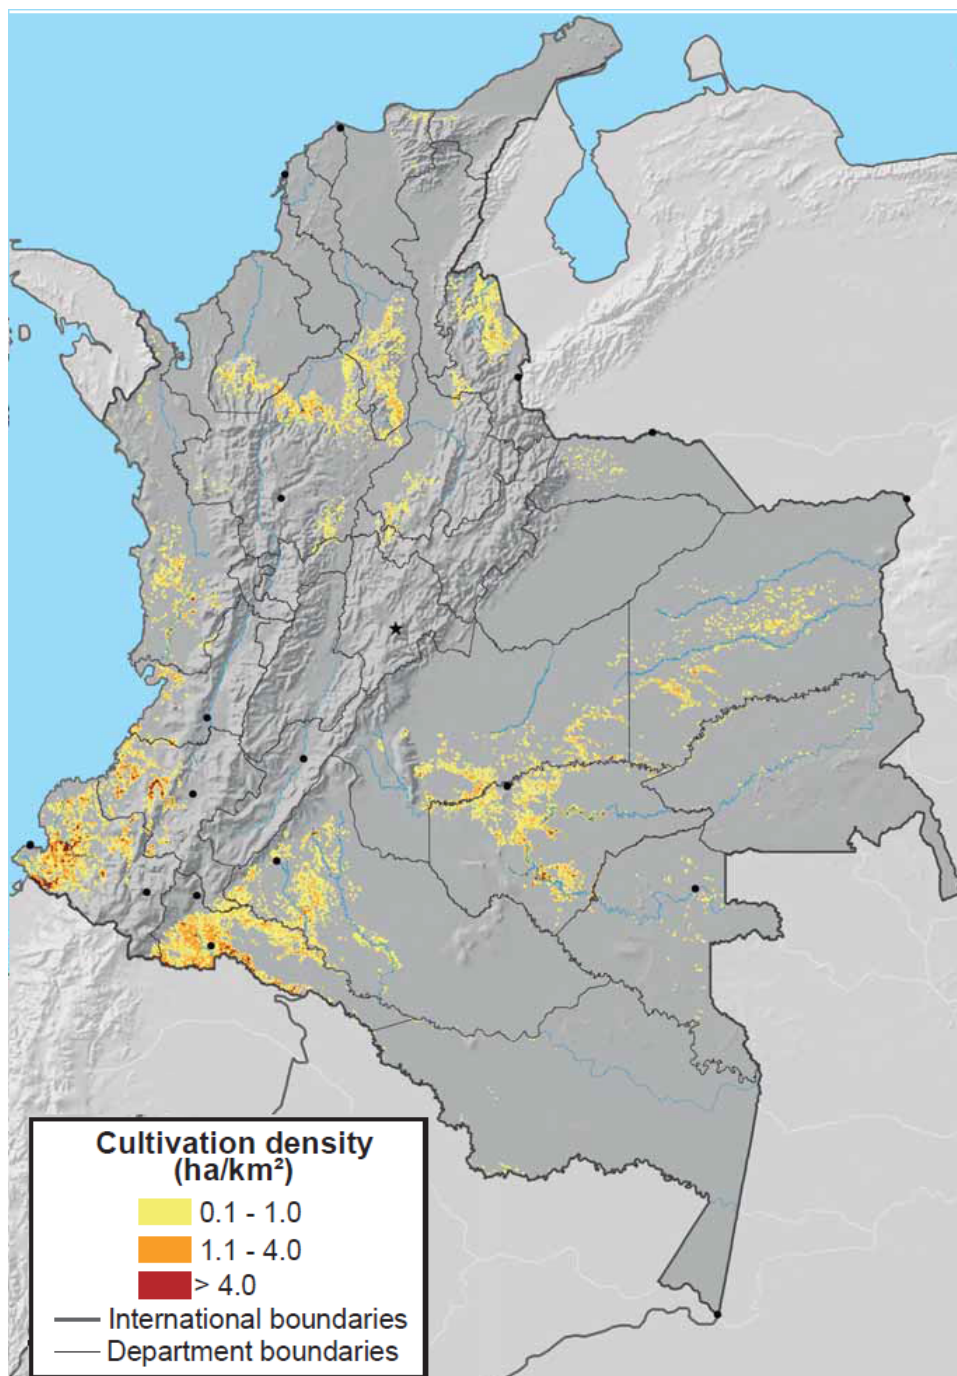 Cultivation density
(ha/km²)
0.1 - 1.0
1.1 - 4.0
> 4.0
International boundaries
Department boundaries